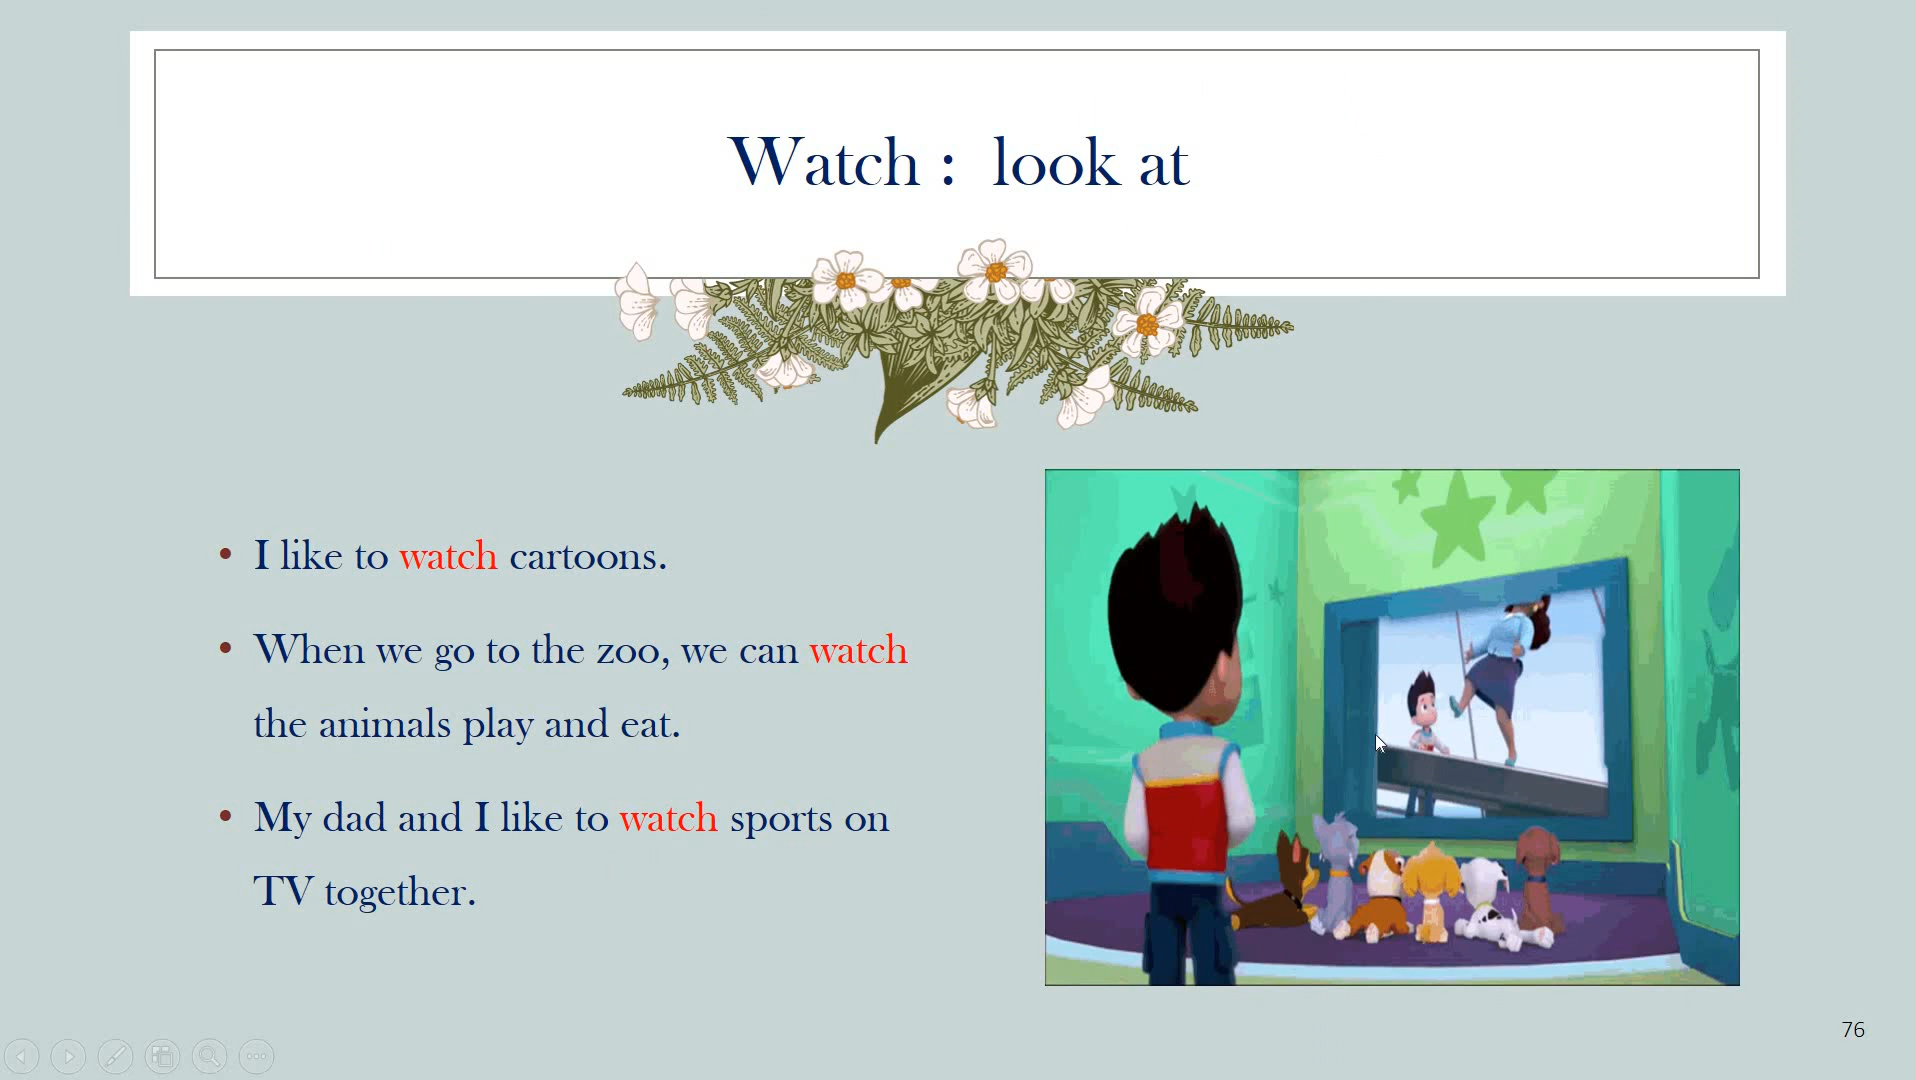 Watch :  look at
• I like to watch cartoons.
• When we go to the zoo, we can watch
the animals play and eat.
• My dad and I like to watch sports on
TV together.
76